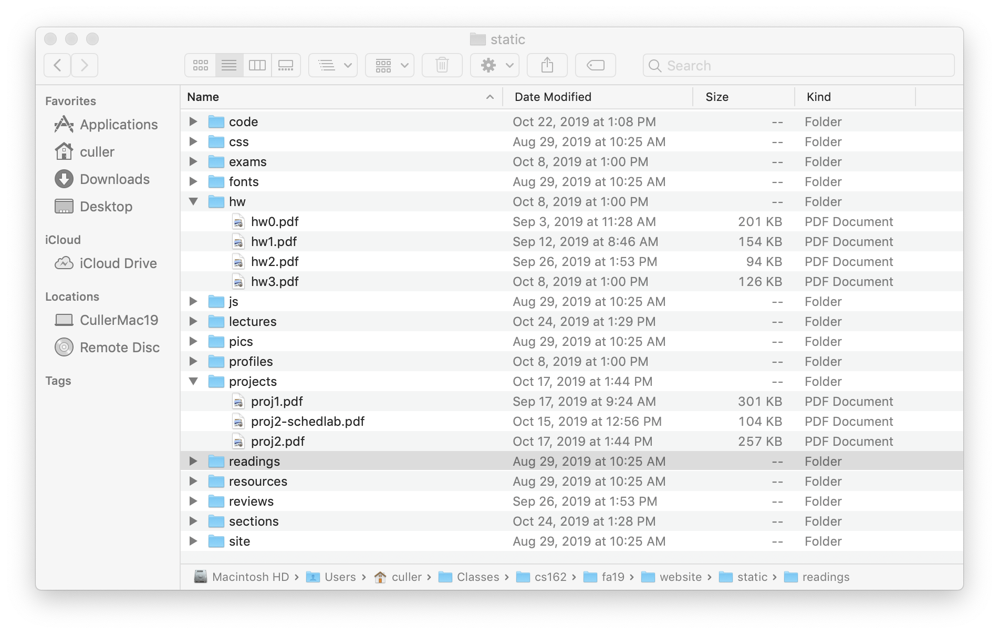 static
Search
Favorites
Applications
culler
Downloads
Desktop
iCloud
iCloud Drive
Locations
CullerMac19
Remote Disc
Tags
Name Date Modified Size Kind
code Oct 22, 2019 at 1:08 PM -- Folder
css Aug 29, 2019 at 10:25 AM -- Folder
exams Oct 8, 2019 at 1:00 PM -- Folder
fonts Aug 29, 2019 at 10:25 AM -- Folder
hw Oct 8, 2019 at 1:00 PM -- Folder
hw0.pdf Sep 3, 2019 at 11:28 AM 201 KB PDF Document
hw1.pdf Sep 12, 2019 at 8:46 AM 154 KB PDF Document
hw2.pdf Sep 26, 2019 at 1:53 PM 94 KB PDF Document
hw3.pdf Oct 8, 2019 at 1:00 PM 126 KB PDF Document
js Aug 29, 2019 at 10:25 AM -- Folder
lectures Oct 24, 2019 at 1:29 PM -- Folder
pics Aug 29, 2019 at 10:25 AM -- Folder
profiles Oct 8, 2019 at 1:00 PM -- Folder
projects Oct 17, 2019 at 1:44 PM -- Folder
proj1.pdf Sep 17, 2019 at 9:24 AM 301 KB PDF Document
proj2-schedlab.pdf Oct 15, 2019 at 12:56 PM 104 KB PDF Document
proj2.pdf Oct 17, 2019 at 1:44 PM 257 KB PDF Document
readings Aug 29, 2019 at 10:25 AM -- Folder
resources Aug 29, 2019 at 10:25 AM -- Folder
reviews Sep 26, 2019 at 1:53 PM -- Folder
sections Oct 24, 2019 at 1:28 PM -- Folder
site Aug 29, 2019 at 10:25 AM -- Folder
Macintosh HD › Users › culler › Classes › cs162 › fa19 › website › static › readings